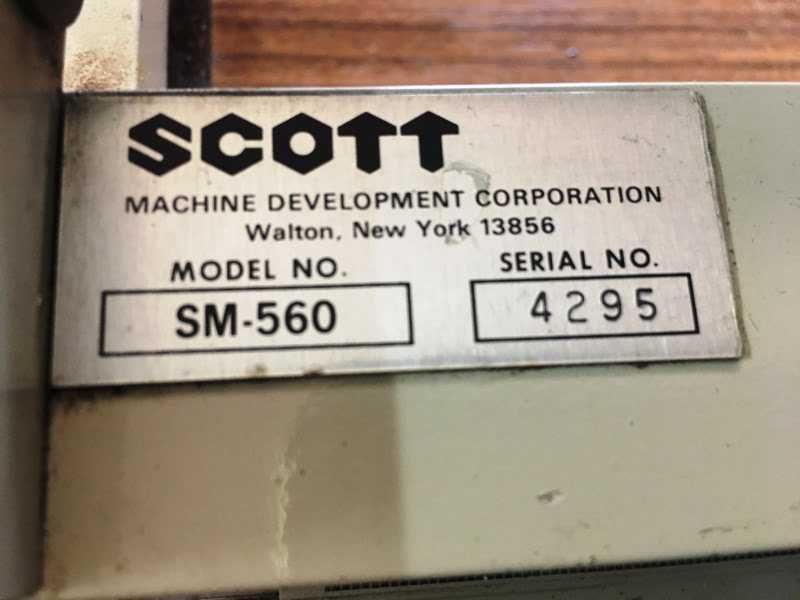 SCOTT
MACHINE DEVELOPMENT CORPORATION
Walton, New York 13856
MODEL NO. SERIAL NO.
SM-560 4295